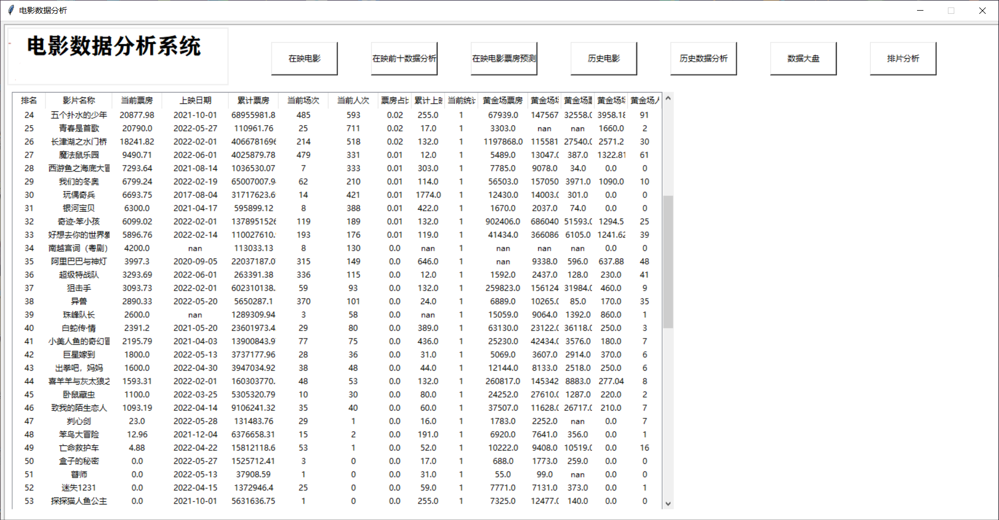 电影数据分析
电影数据分析系统
在映电影 在映前十数据分析 在映电影票房预测 历史电影 历史数据分析 数据大盘 排片分析
排名 影片名称 当前票房 上映日期 累计票房 当前场次 当前人次 票房占比 累计上映 当前统计 黄金场票房 黄金场场 黄金场票 黄金场场 黄金场人
24 五个扑水的少年 20877.98 2021-10-01 68955981.8 485 593 0.02 255.0 1 67939.0 147567 32558.0 3958.18 91
25 青春是首歌 20790.0 2022-05-27 110961.76 25 711 0.02 17.0 1 3303.0 nan nan 1660.0 2
26 长津湖之水门桥 18241.82 2022-02-01 4066781696 214 518 0.02 132.0 1 1197868.0 115581 27540.0 2571.2 30
27 魔法鼠乐园 9490.71 2022-06-01 4025879.78 479 331 0.01 12.0 1 5489.0 13047.0 387.0 1322.81 61
28 西游鱼之海底大冒 7293.64 2021-08-14 1036530.07 7 333 0.01 303.0 1 7785.0 9078.0 34.0 0.0 0
29 我们的冬奥 6799.24 2022-02-19 65007007.9 62 210 0.01 114.0 1 56503.0 157050 3971.0 1090.0 10
30 玩偶奇兵 6693.75 2017-08-04 31717623.6 14 421 0.01 1774.0 1 12430.0 14003.0 301.0 0.0 0
31 银河宝贝 6300.0 2021-04-17 595899.12 8 388 0.01 422.0 1 1670.0 2037.0 74.0 0.0 0
32 奇迹·笨小孩 6099.02 2022-02-01 1378951526 119 189 0.01 132.0 1 902406.0 686040 51593.0 1294.5 25
33 好想去你的世界爱 5896.76 2022-02-14 110027610. 193 176 0.01 119.0 1 41434.0 366086 6105.0 1241.62 39
34 南越宫词（粤剧） 4200.0 nan 113033.13 8 130 0.0 nan 1 nan nan nan 0.0 0
35 阿里巴巴与神灯 3997.3 2020-09-05 22037187.0 315 149 0.0 646.0 1 nan 9338.0 596.0 637.88 48
36 超级特战队 3293.69 2022-06-01 263391.38 336 115 0.0 12.0 1 1592.0 2437.0 128.0 230.0 41
37 狙击手 3093.73 2022-02-01 602310138. 59 93 0.0 132.0 1 259823.0 156124 31984.0 460.0 9
38 异兽 2890.33 2022-05-20 5650287.1 370 101 0.0 24.0 1 6889.0 10265.0 85.0 170.0 35
39 珠峰队长 2600.0 nan 1289309.94 3 58 0.0 nan 1 15059.0 9064.0 1392.0 860.0 1
40 白蛇传·情 2391.2 2021-05-20 23601973.4 29 80 0.0 389.0 1 63130.0 23122.0 36118.0 250.0 3
41 小美人鱼的奇幻冒 2195.79 2021-04-03 13900843.9 77 75 0.0 436.0 1 25230.0 42434.0 3576.0 180.0 7
42 巨星嫁到 1800.0 2022-05-13 3737177.96 28 36 0.0 31.0 1 5069.0 3607.0 2914.0 370.0 6
43 出拳吧，妈妈 1600.0 2022-04-30 3947034.92 38 48 0.0 44.0 1 12144.0 8133.0 2518.0 250.0 6
44 喜羊羊与灰太狼之 1593.31 2022-02-01 160303770. 48 53 0.0 132.0 1 260817.0 145342 8883.0 277.04 8
45 卧鼠藏虫 1100.0 2022-03-25 5305320.79 10 30 0.0 80.0 1 24252.0 27610.0 1287.0 220.0 2
46 致我的陌生恋人 1093.19 2022-04-14 9106241.32 35 40 0.0 60.0 1 37507.0 11628.0 26717.0 210.0 7
47 刿心剑 23.0 2022-05-28 131483.76 29 1 0.0 16.0 1 1783.0 2252.0 nan 0.0 7
48 笨鸟大冒险 12.96 2021-12-04 6376658.31 15 2 0.0 191.0 1 6920.0 7641.0 356.0 0.0 1
49 亡命救护车 4.88 2022-04-22 15812118.6 53 1 0.0 52.0 1 10222.0 9408.0 10519.0 0.0 16
50 盒子的秘密 0.0 2022-05-27 1525712.41 3 0 0.0 17.0 1 688.0 1773.0 259.0 0.0 0
51 瞽师 0.0 2022-05-13 37908.59 1 0 0.0 31.0 1 55.0 99.0 nan 0.0 0
52 迷失1231 0.0 2022-04-15 1372946.4 25 0 0.0 59.0 1 7771.0 7131.0 373.0 0.0 1
53 探探猫人鱼公主 0.0 2021-10-01 5631636.75 1 0 0.0 255.0 1 7325.0 12477.0 140.0 0.0 0